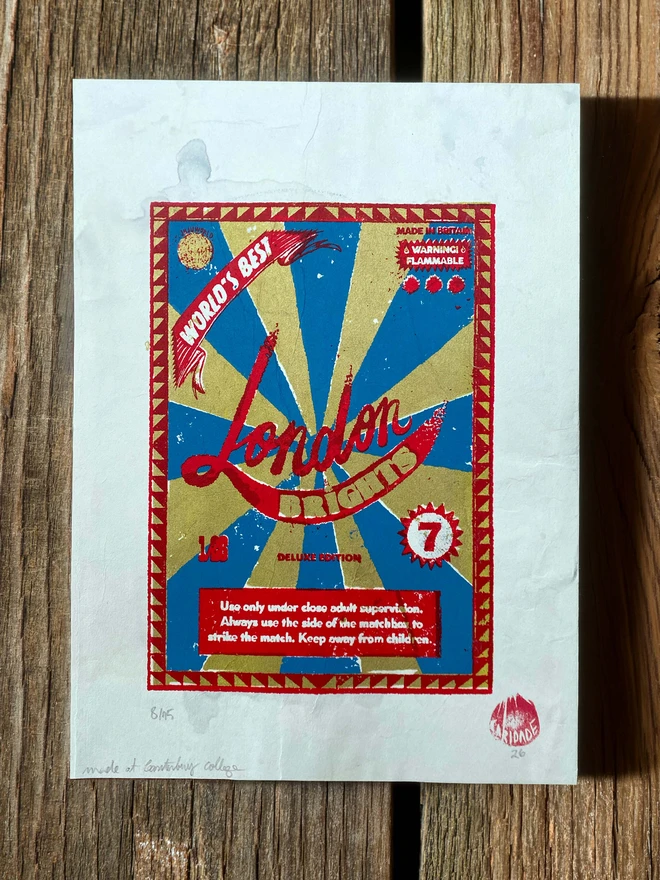 WORLD'S BEST
MADE IN BRITAIN
WARNING!
FLAMMABLE
London
BRIGHTS
7
DELUXE EDITION
Use only under close adult supervision.
Always use the side of the matchbox to
strike the match. Keep away from children.
made at Canterbury College
26